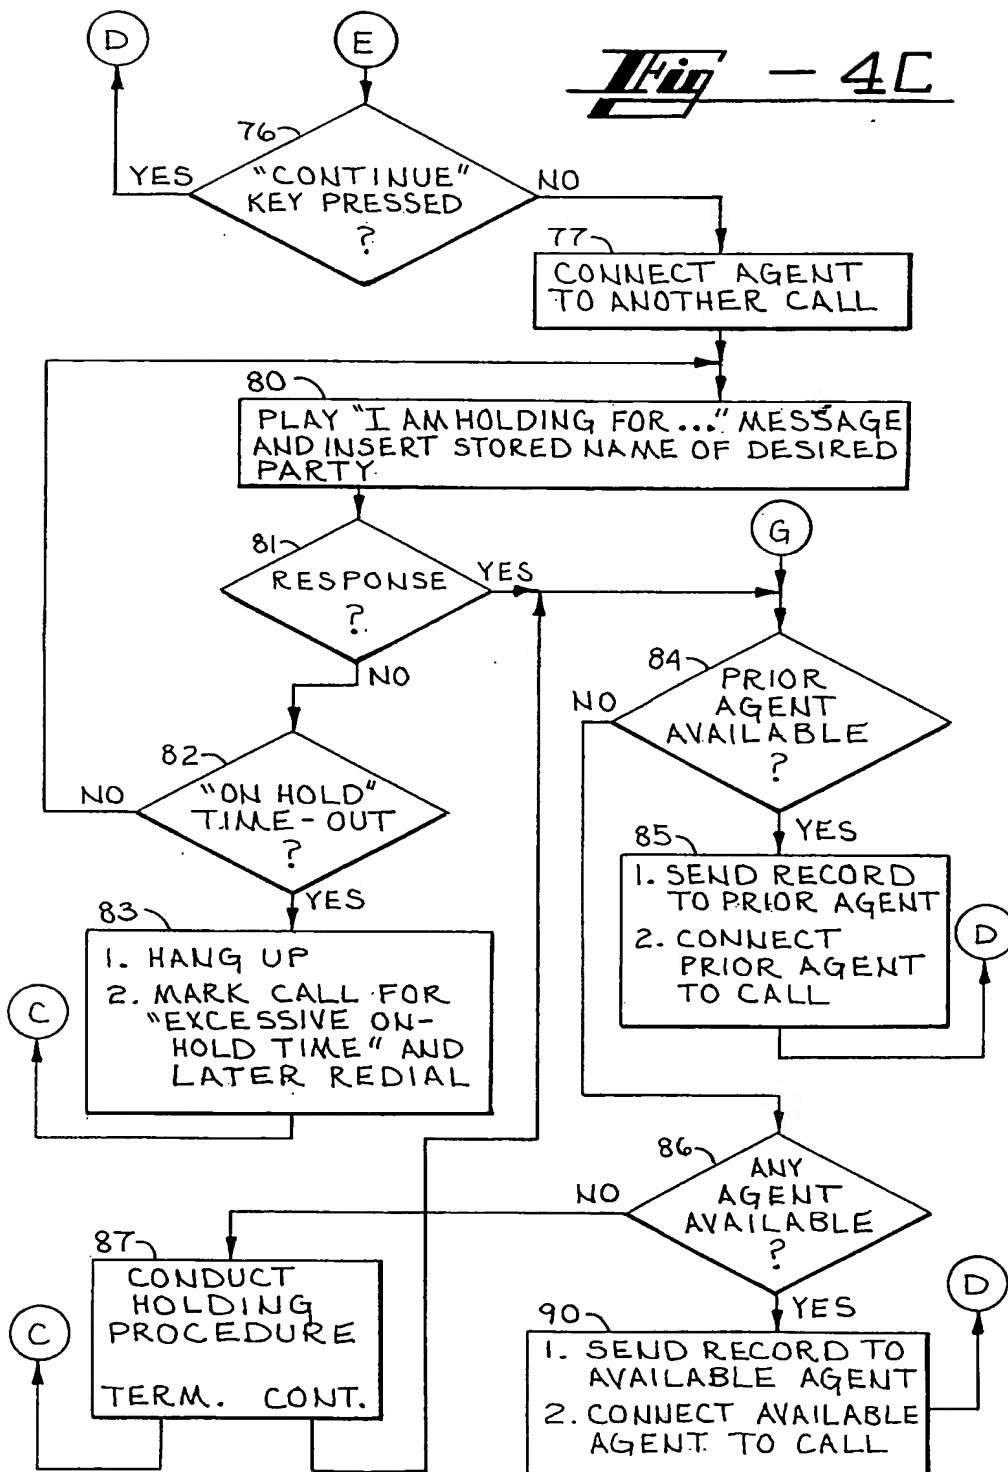 D
E
Fig - 4C
76
YES
"CONTINUE"
KEY PRESSED
?
NO
77
CONNECT AGENT
TO ANOTHER CALL
80
PLAY "I AM HOLDING FOR..." MESSAGE
AND INSERT STORED NAME OF DESIRED
PARTY
81
RESPONSE
?
YES
NO
G
84
PRIOR
AGENT
AVAILABLE
?
NO
YES
82
"ON HOLD"
TIME-OUT
?
NO
YES
85
1. SEND RECORD
TO PRIOR AGENT
2. CONNECT
PRIOR AGENT
TO CALL
D
83
1. HANG UP
2. MARK CALL FOR
"EXCESSIVE ON-
HOLD TIME" AND
LATER REDIAL
C
86
ANY
AGENT
AVAILABLE
?
NO
YES
87
CONDUCT
HOLDING
PROCEDURE
TERM. CONT.
C
90
1. SEND RECORD TO
AVAILABLE AGENT
2. CONNECT AVAILABLE
AGENT TO CALL
D